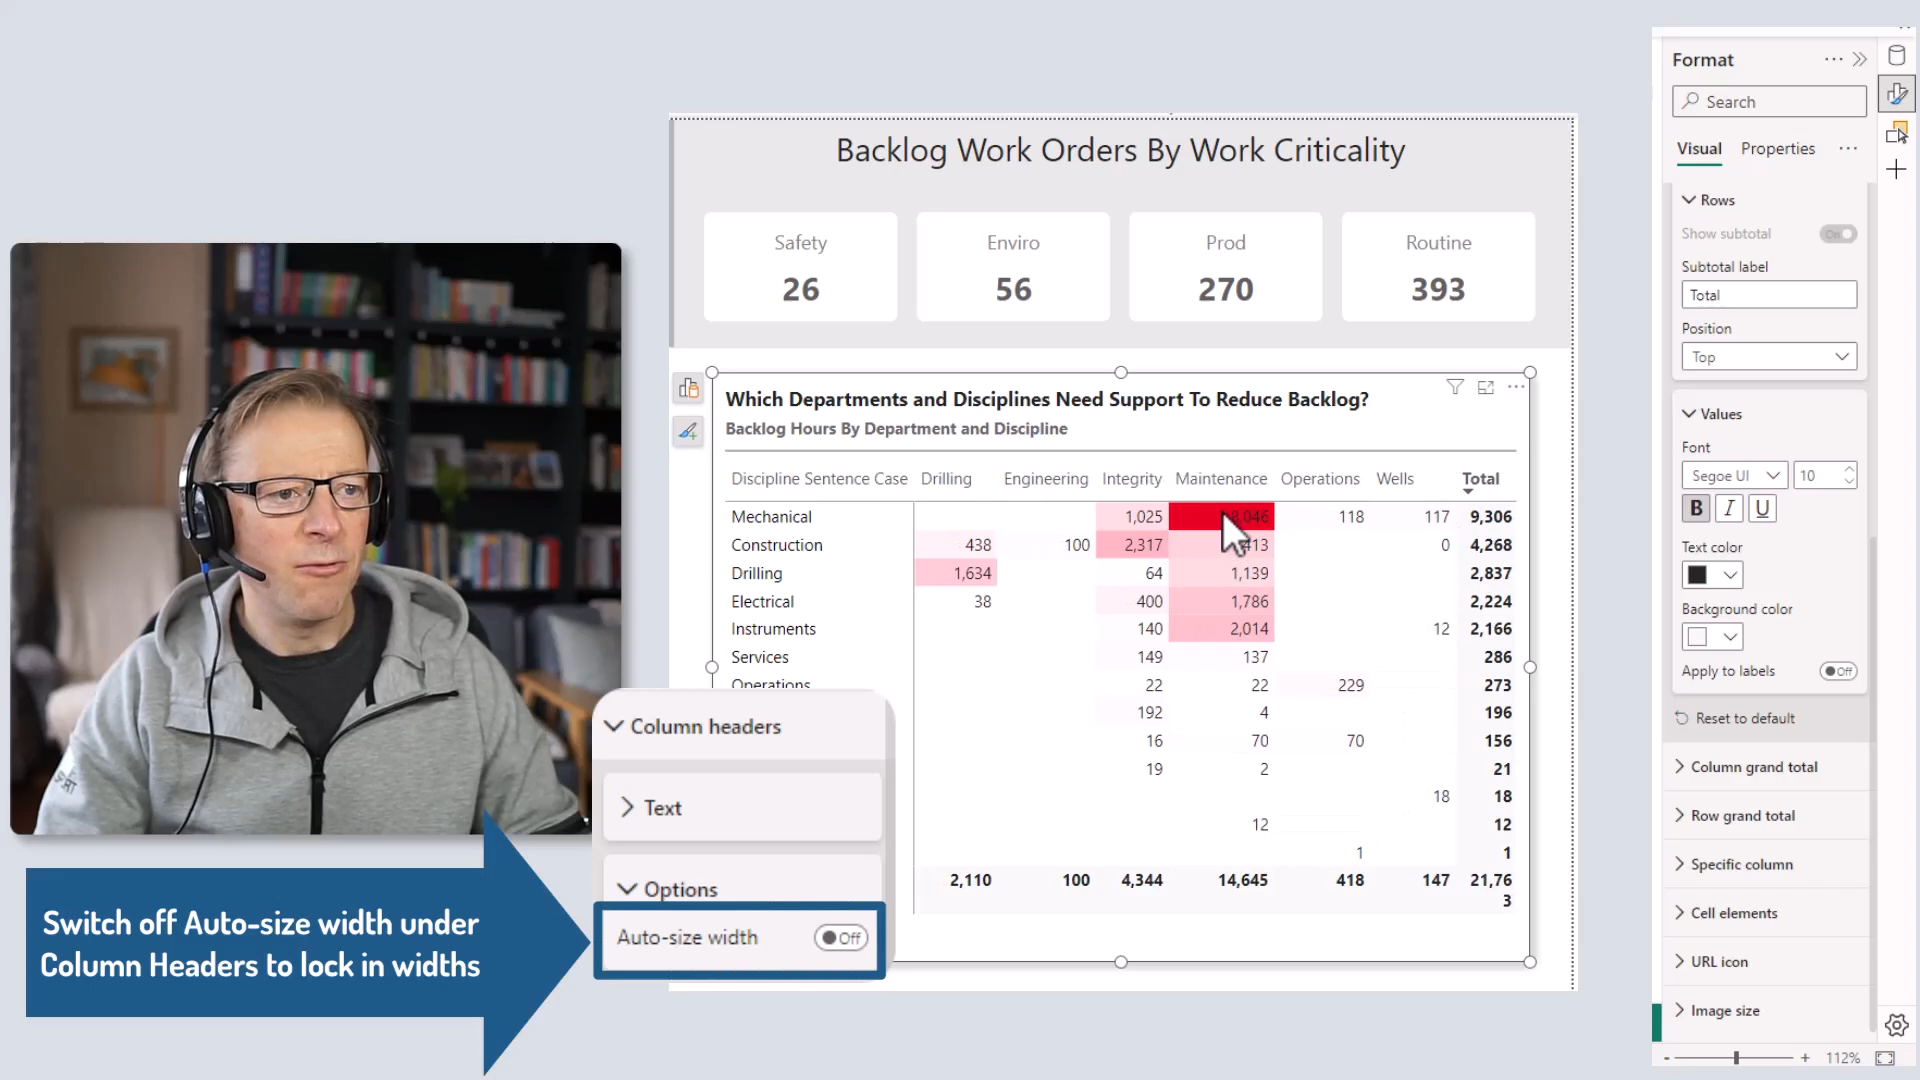 Backlog Work Orders By Work Criticality
Safety
26
Enviro
56
Prod
270
Routine
393
Which Departments and Disciplines Need Support To Reduce Backlog?
Backlog Hours By Department and Discipline
Discipline Sentence Case Drilling Engineering Integrity Maintenance Operations Wells Total
Mechanical 1,025 8,046 118 117 9,306
Construction 438 100 2,317 0 4,268
Drilling 1,634 64 1,139 2,837
Electrical 38 400 1,786 2,224
Instruments 140 2,014 12 2,166
Services 149 137 286
Operations 22 22 229 273
192 4 196
16 70 70 156
19 2 21
18 18
12 12
1 1
2,110 100 4,344 14,645 418 147 21,76
3
Column headers
Text
Options
Auto-size width Off
Switch off Auto-size width under
Column Headers to lock in widths
Format
Search
Visual Properties
Rows
Show subtotal On
Subtotal label
Total
Position
Top
Values
Font
Segoe UI 10
B I U
Text color
Background color
Apply to labels Off
Reset to default
Column grand total
Row grand total
Specific column
Cell elements
URL icon
Image size
- + 112%